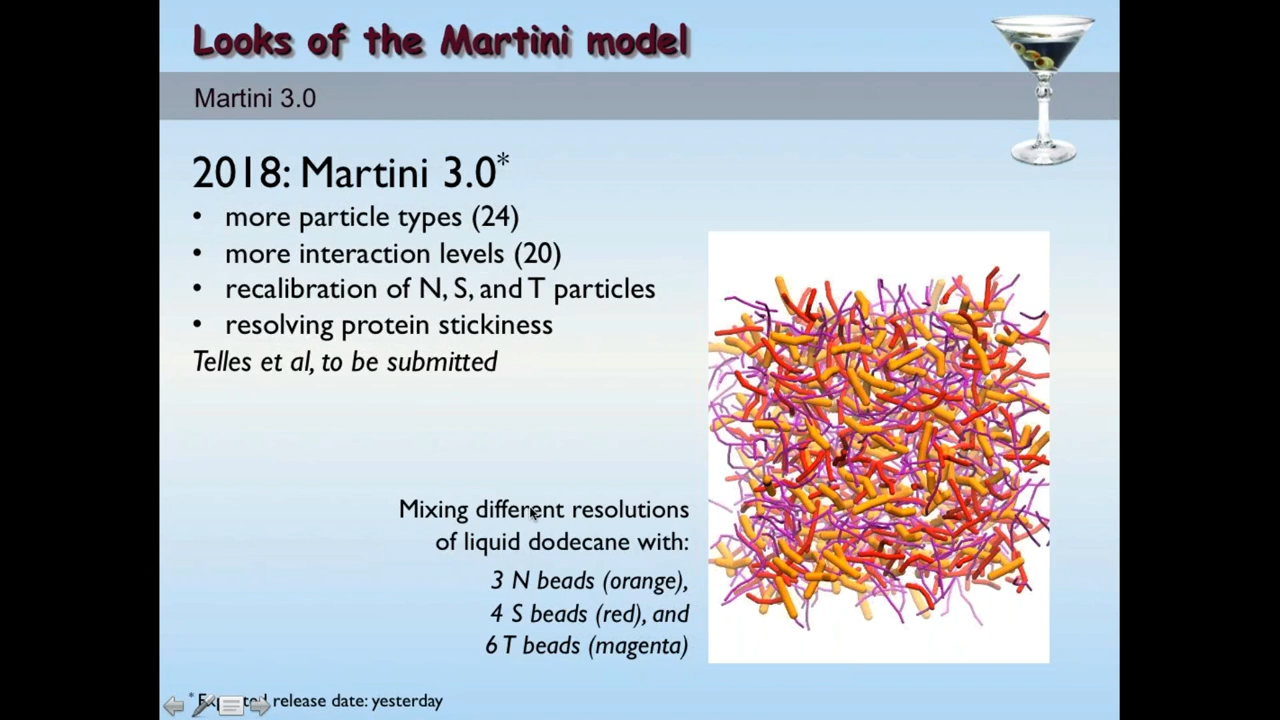 Looks of the Martini model
Martini 3.0
2018: Martini 3.0*
• more particle types (24)
• more interaction levels (20)
• recalibration of N, S, and T particles
• resolving protein stickiness
Telles et al, to be submitted
Mixing different resolutions
of liquid dodecane with:
3 N beads (orange),
4 S beads (red), and
6 T beads (magenta)
* release date: yesterday